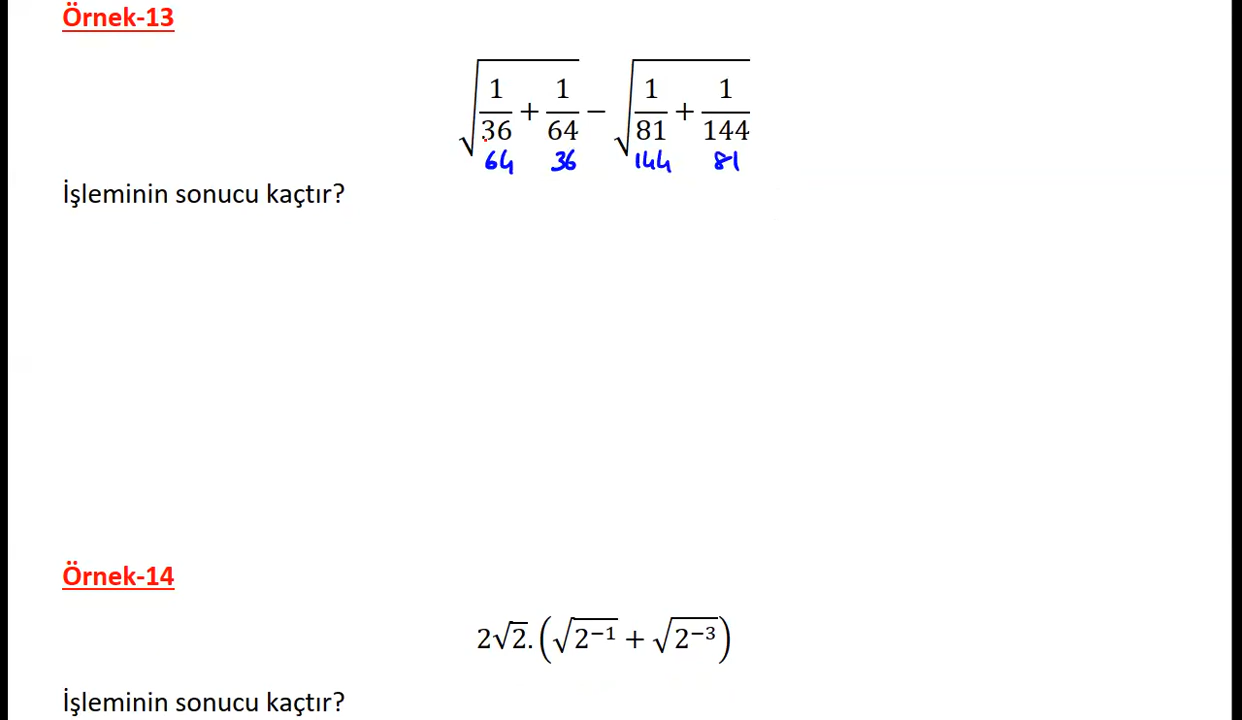 Örnek-13
√(1/36 + 1/64) − √(1/81 + 1/144)
64 36 144 81
İşleminin sonucu kaçtır?
Örnek-14
2√2.(√(2⁻¹) + √(2⁻³))
İşleminin sonucu kaçtır?